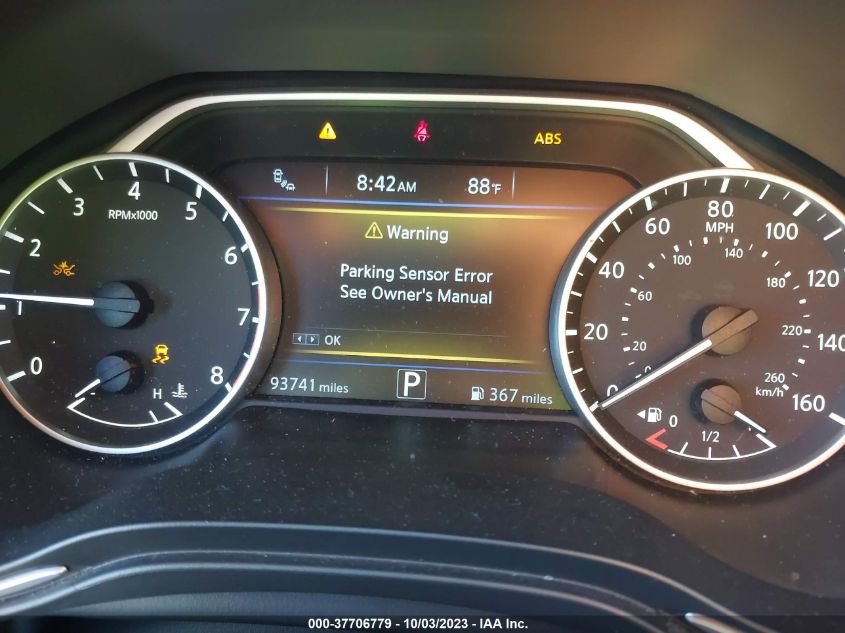 ABS
8:42 AM 88°F
Warning
Parking Sensor Error
See Owner's Manual
OK
93741 miles P 367 miles
RPMx1000
0 1 2 3 4 5 6 7 8
H
MPH
0 20 40 60 80 100 120 140 160
20 60 100 140 180 220 260
km/h
0 1/2
000-37706779 - 10/03/2023 - IAA Inc.